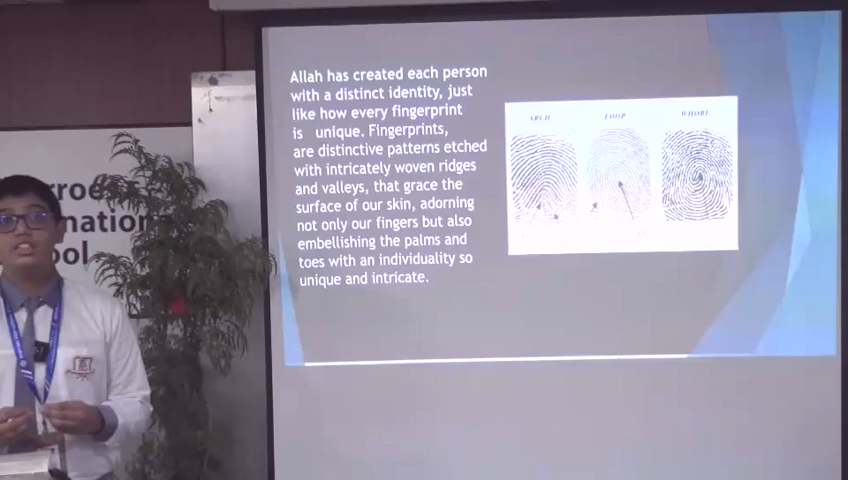 Allah has created each person
with a distinct identity, just
like how every fingerprint
is unique. Fingerprints,
are distinctive patterns etched
with intricately woven ridges
and valleys, that grace the
surface of our skin, adorning
not only our fingers but also
embellishing the palms and
toes with an individuality so
unique and intricate.
ARCH LOOP WHORL